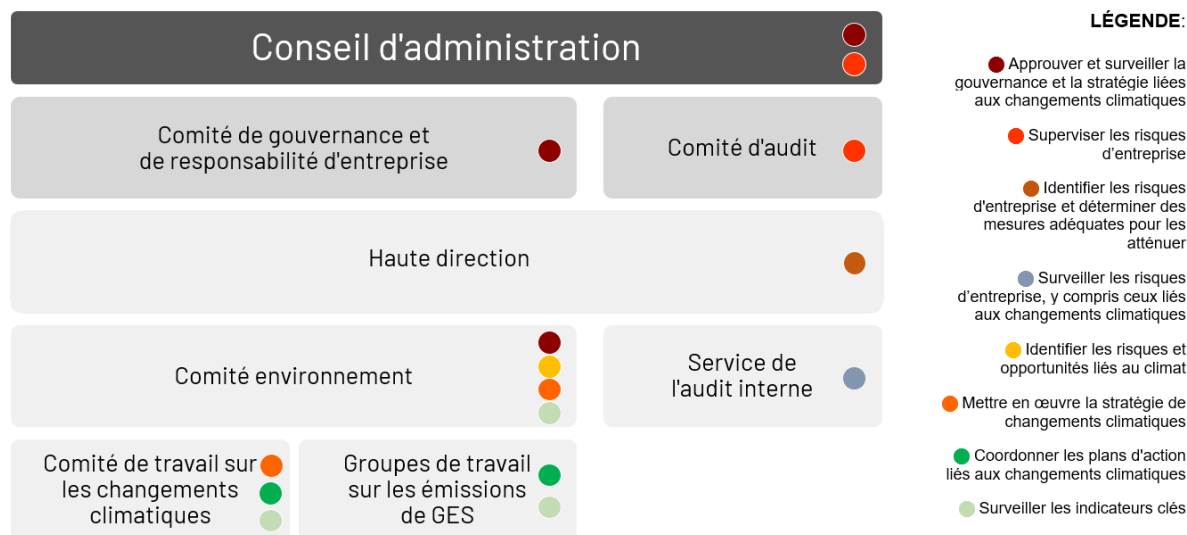 Conseil d'administration
Comité de gouvernance et
de responsabilité d'entreprise
Comité d'audit
Haute direction
Comité environnement
Service de
l'audit interne
Comité de travail sur
les changements
climatiques
Groupes de travail
sur les émissions
de GES
LÉGENDE:
Approuver et surveiller la
gouvernance et la stratégie liées
aux changements climatiques
Superviser les risques
d’entreprise
Identifier les risques
d'entreprise et déterminer des
mesures adéquates pour les
atténuer
Surveiller les risques
d’entreprise, y compris ceux liés
aux changements climatiques
Identifier les risques et
opportunités liés au climat
Mettre en œuvre la stratégie de
changements climatiques
Coordonner les plans d'action
liés aux changements climatiques
Surveiller les indicateurs clés